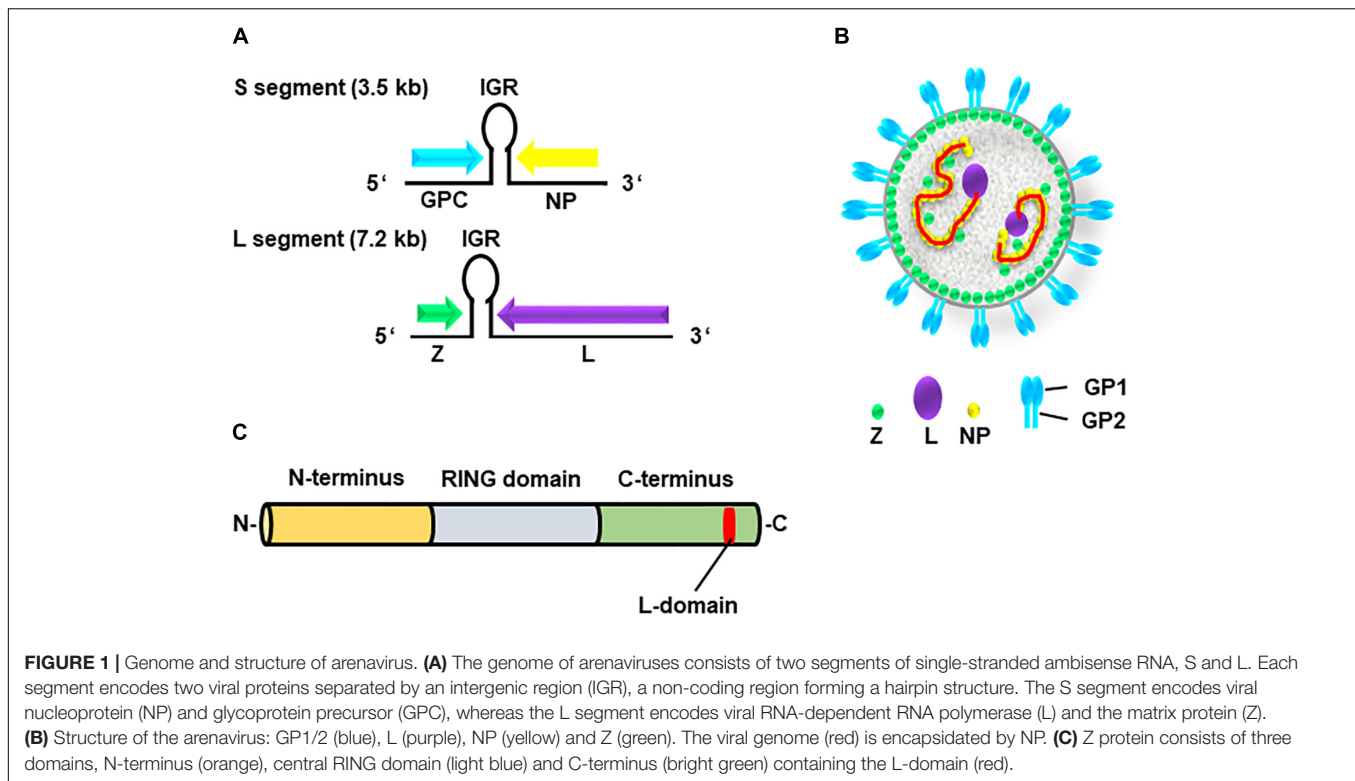 A
S segment (3.5 kb)
IGR
5‘
GPC
NP
3‘
L segment (7.2 kb)
IGR
5‘
Z
L
3‘
B
Z
L
NP
GP1
GP2
C
N-terminus
RING domain
C-terminus
N-
-C
L-domain
FIGURE 1 | Genome and structure of arenavirus. (A) The genome of arenaviruses consists of two segments of single-stranded ambisense RNA, S and L. Each
segment encodes two viral proteins separated by an intergenic region (IGR), a non-coding region forming a hairpin structure. The S segment encodes viral
nucleoprotein (NP) and glycoprotein precursor (GPC), whereas the L segment encodes viral RNA-dependent RNA polymerase (L) and the matrix protein (Z).
(B) Structure of the arenavirus: GP1/2 (blue), L (purple), NP (yellow) and Z (green). The viral genome (red) is encapsidated by NP. (C) Z protein consists of three
domains, N-terminus (orange), central RING domain (light blue) and C-terminus (bright green) containing the L-domain (red).